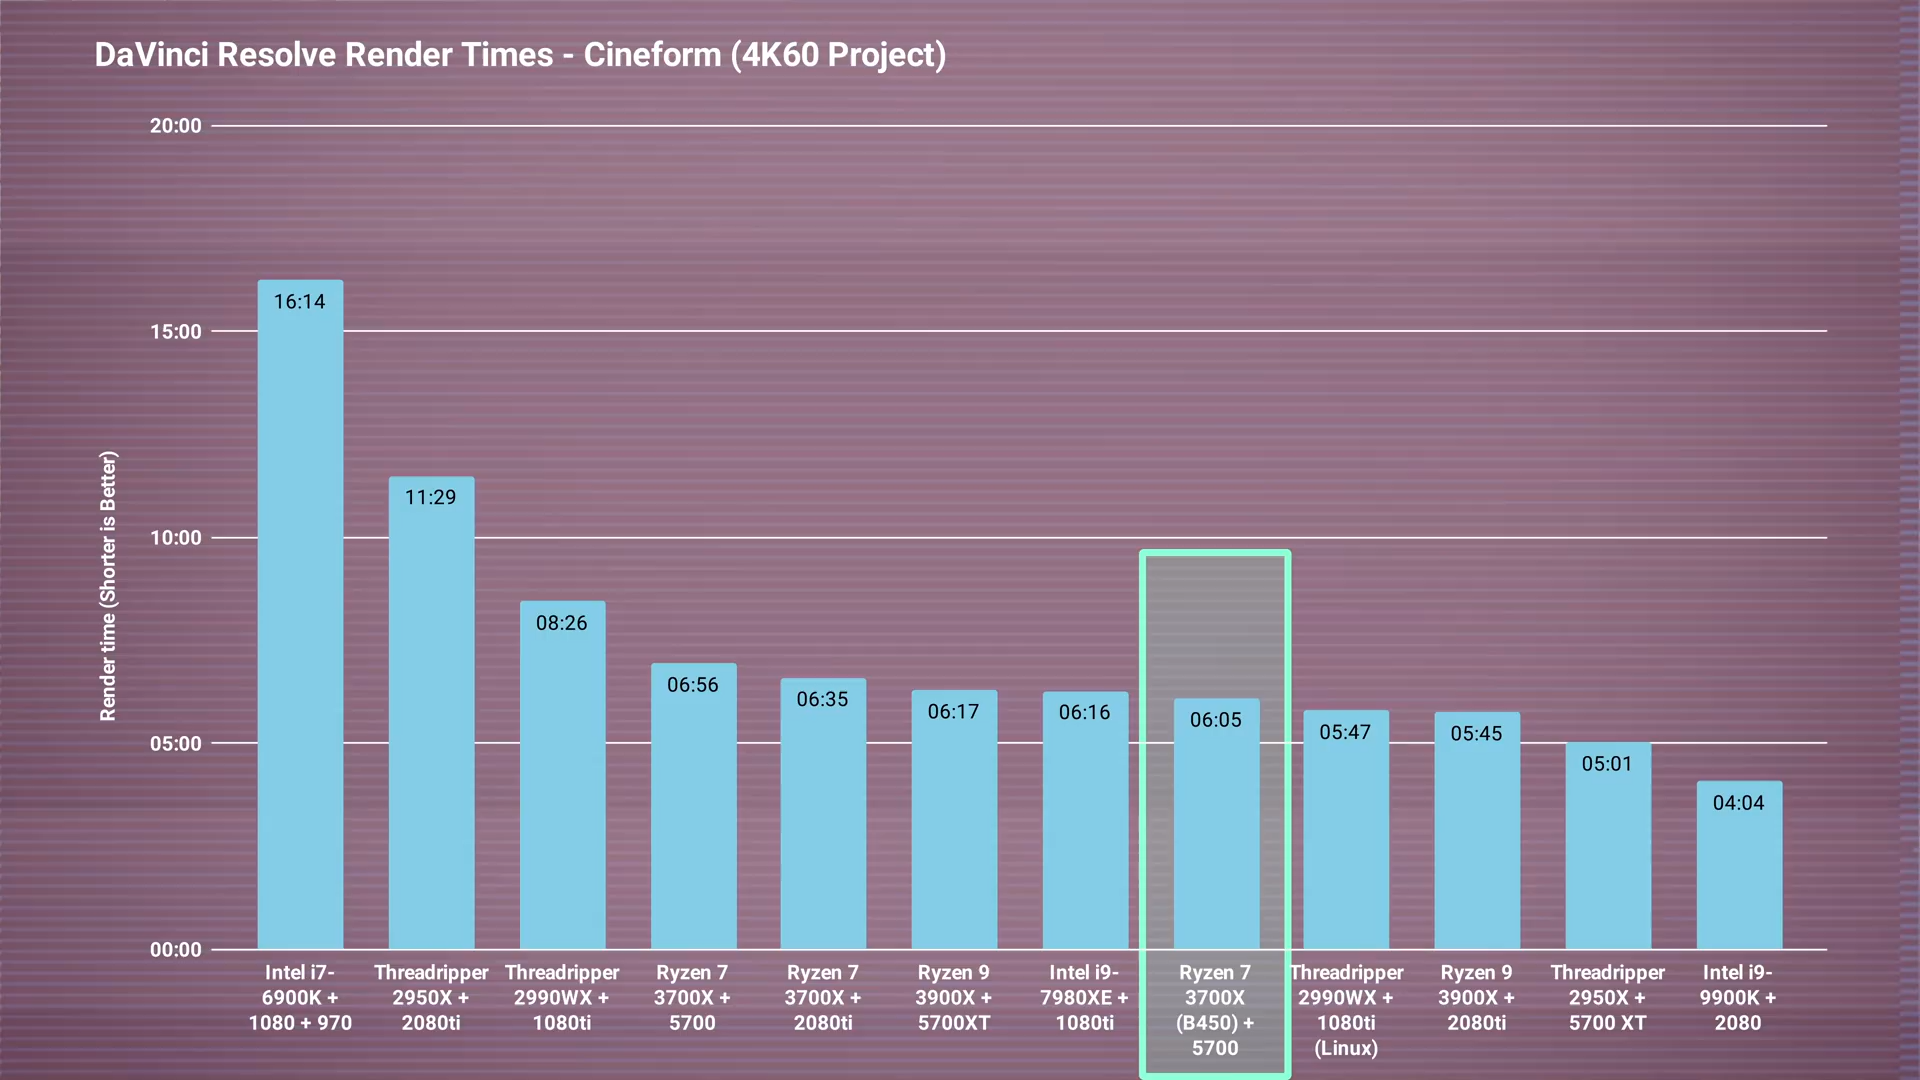 DaVinci Resolve Render Times - Cineform (4K60 Project)
Render time (Shorter is Better)
20:00
15:00
10:00
05:00
00:00
16:14
11:29
08:26
06:56
06:35
06:17
06:16
06:05
05:47
05:45
05:01
04:04
Intel i7-
6900K +
1080 + 970
Threadripper
2950X +
2080ti
Threadripper
2990WX +
1080ti
Ryzen 7
3700X +
5700
Ryzen 7
3700X +
2080ti
Ryzen 9
3900X +
5700XT
Intel i9-
7980XE +
1080ti
Ryzen 7
3700X
(B450) +
5700
Threadripper
2990WX +
1080ti
(Linux)
Ryzen 9
3900X +
2080ti
Threadripper
2950X +
5700 XT
Intel i9-
9900K +
2080